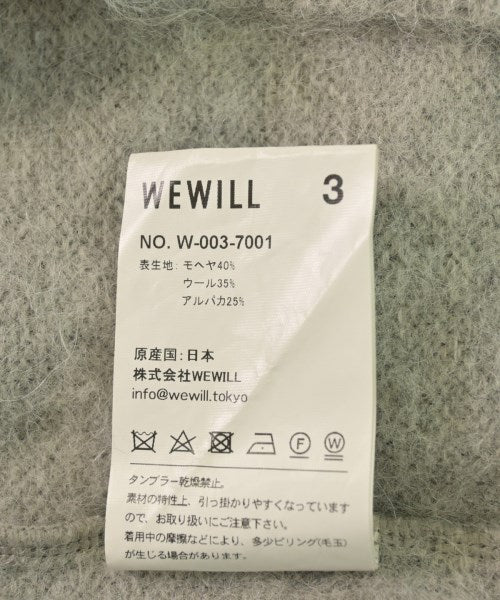 WEWILL 3
NO. W-003-7001
表生地: モヘヤ40%
ウール35%
アルパカ25%
原産国:日本
株式会社WEWILL
info@wewill.tokyo
F W
タンブラー乾燥禁止。
素材の特性上、引っ掛かりやすくなっています
ので、お取り扱いにご注意下さい。
着用中の摩擦などにより、多少ピリング(毛玉)
が生じる場合があります。